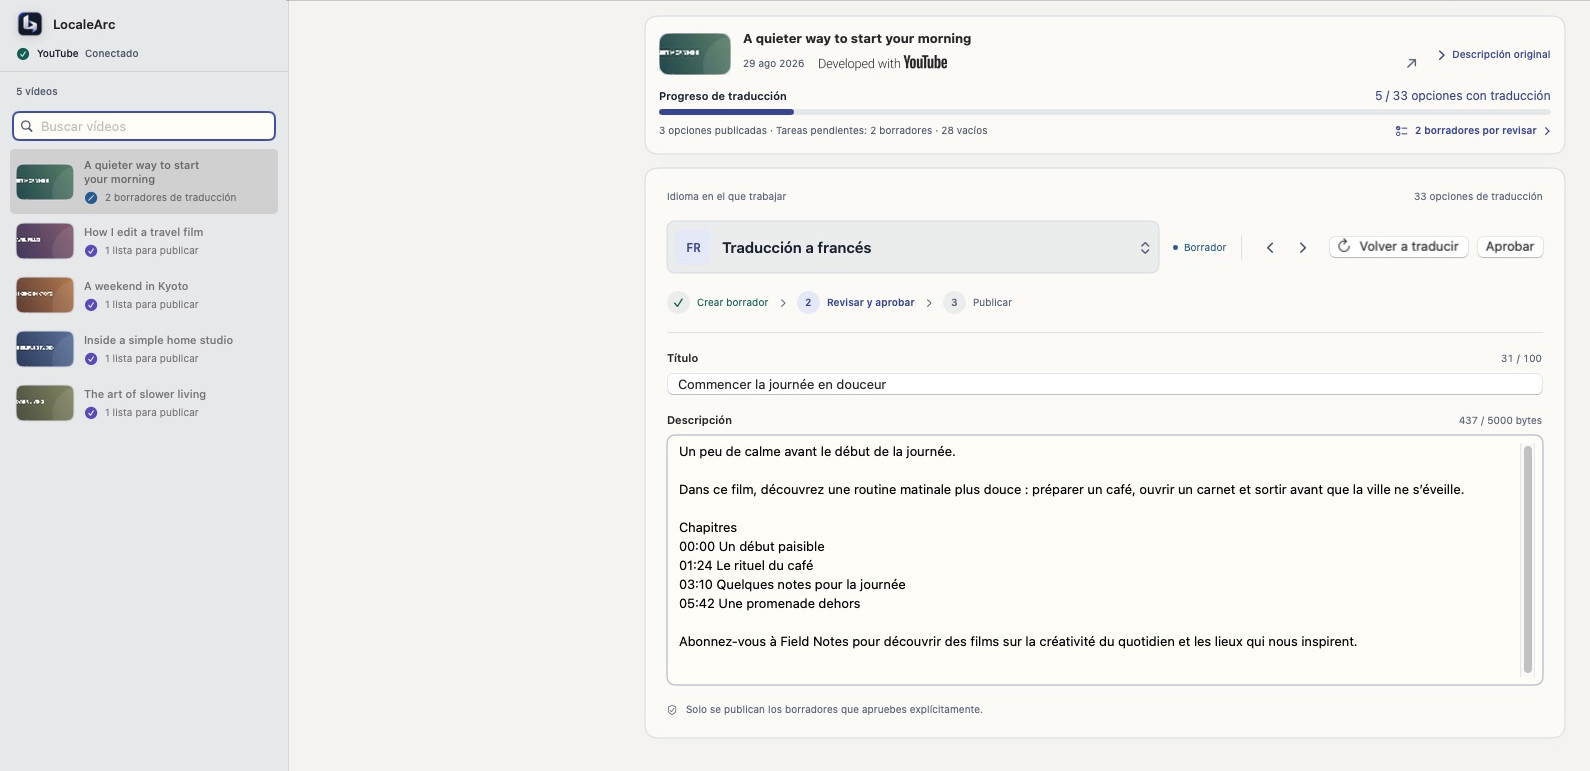 LocaleArc
YouTube Conectado
5 vídeos
Buscar vídeos
A quieter way to start
your morning
2 borradores de traducción
How I edit a travel film
1 lista para publicar
A weekend in Kyoto
1 lista para publicar
Inside a simple home studio
1 lista para publicar
The art of slower living
1 lista para publicar
A quieter way to start your morning
29 ago 2026 Developed with YouTube
Descripción original
Progreso de traducción
5 / 33 opciones con traducción
3 opciones publicadas · Tareas pendientes: 2 borradores · 28 vacíos
2 borradores por revisar
Idioma en el que trabajar
33 opciones de traducción
FR Traducción a francés
Borrador
Volver a traducir
Aprobar
Crear borrador
2 Revisar y aprobar
3 Publicar
Título
31 / 100
Commencer la journée en douceur
Descripción
437 / 5000 bytes
Un peu de calme avant le début de la journée.
Dans ce film, découvrez une routine matinale plus douce : préparer un café, ouvrir un carnet et sortir avant que la ville ne s’éveille.
Chapitres
00:00 Un début paisible
01:24 Le rituel du café
03:10 Quelques notes pour la journée
05:42 Une promenade dehors
Abonnez-vous à Field Notes pour découvrir des films sur la créativité du quotidien et les lieux qui nous inspirent.
Solo se publican los borradores que apruebes explícitamente.